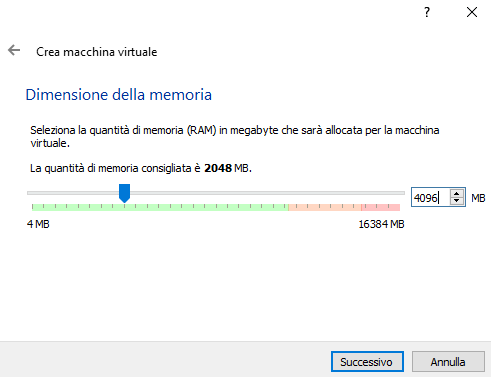 ?
Crea macchina virtuale
Dimensione della memoria
Seleziona la quantità di memoria (RAM) in megabyte che sarà allocata per la macchina
virtuale.
La quantità di memoria consigliata è 2048 MB.
4096 MB
4 MB 16384 MB
Successivo Annulla